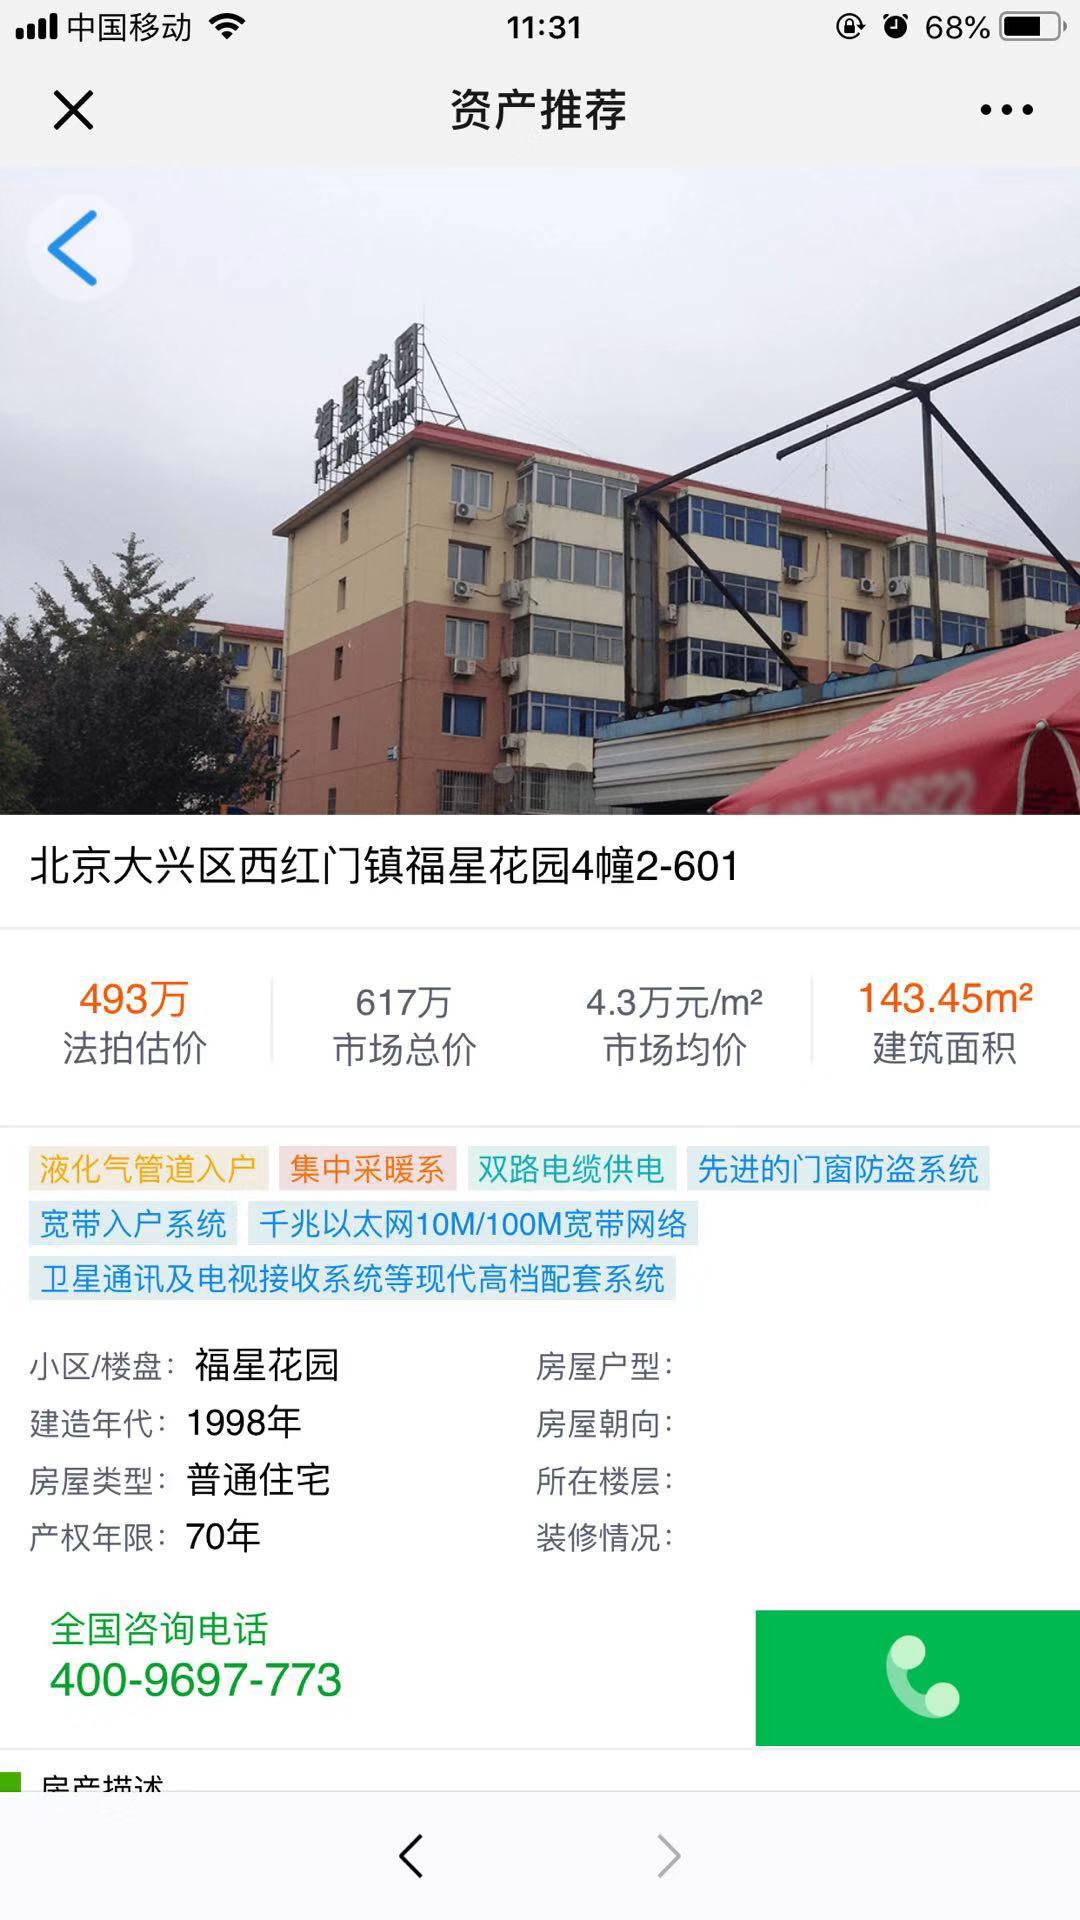 中国移动
11:31
68%
资产推荐
福星花园
GARDEN
北京大兴区西红门镇福星花园4幢2-601
493万 617万 4.3万元/m² 143.45m²
法拍估价 市场总价 市场均价 建筑面积
液化气管道入户 集中采暖系 双路电缆供电 先进的门窗防盗系统
宽带入户系统 千兆以太网10M/100M宽带网络
卫星通讯及电视接收系统等现代高档配套系统
小区/楼盘： 福星花园 房屋户型：
建造年代： 1998年 房屋朝向：
房屋类型： 普通住宅 所在楼层：
产权年限： 70年 装修情况：
全国咨询电话
400-9697-773
房产描述